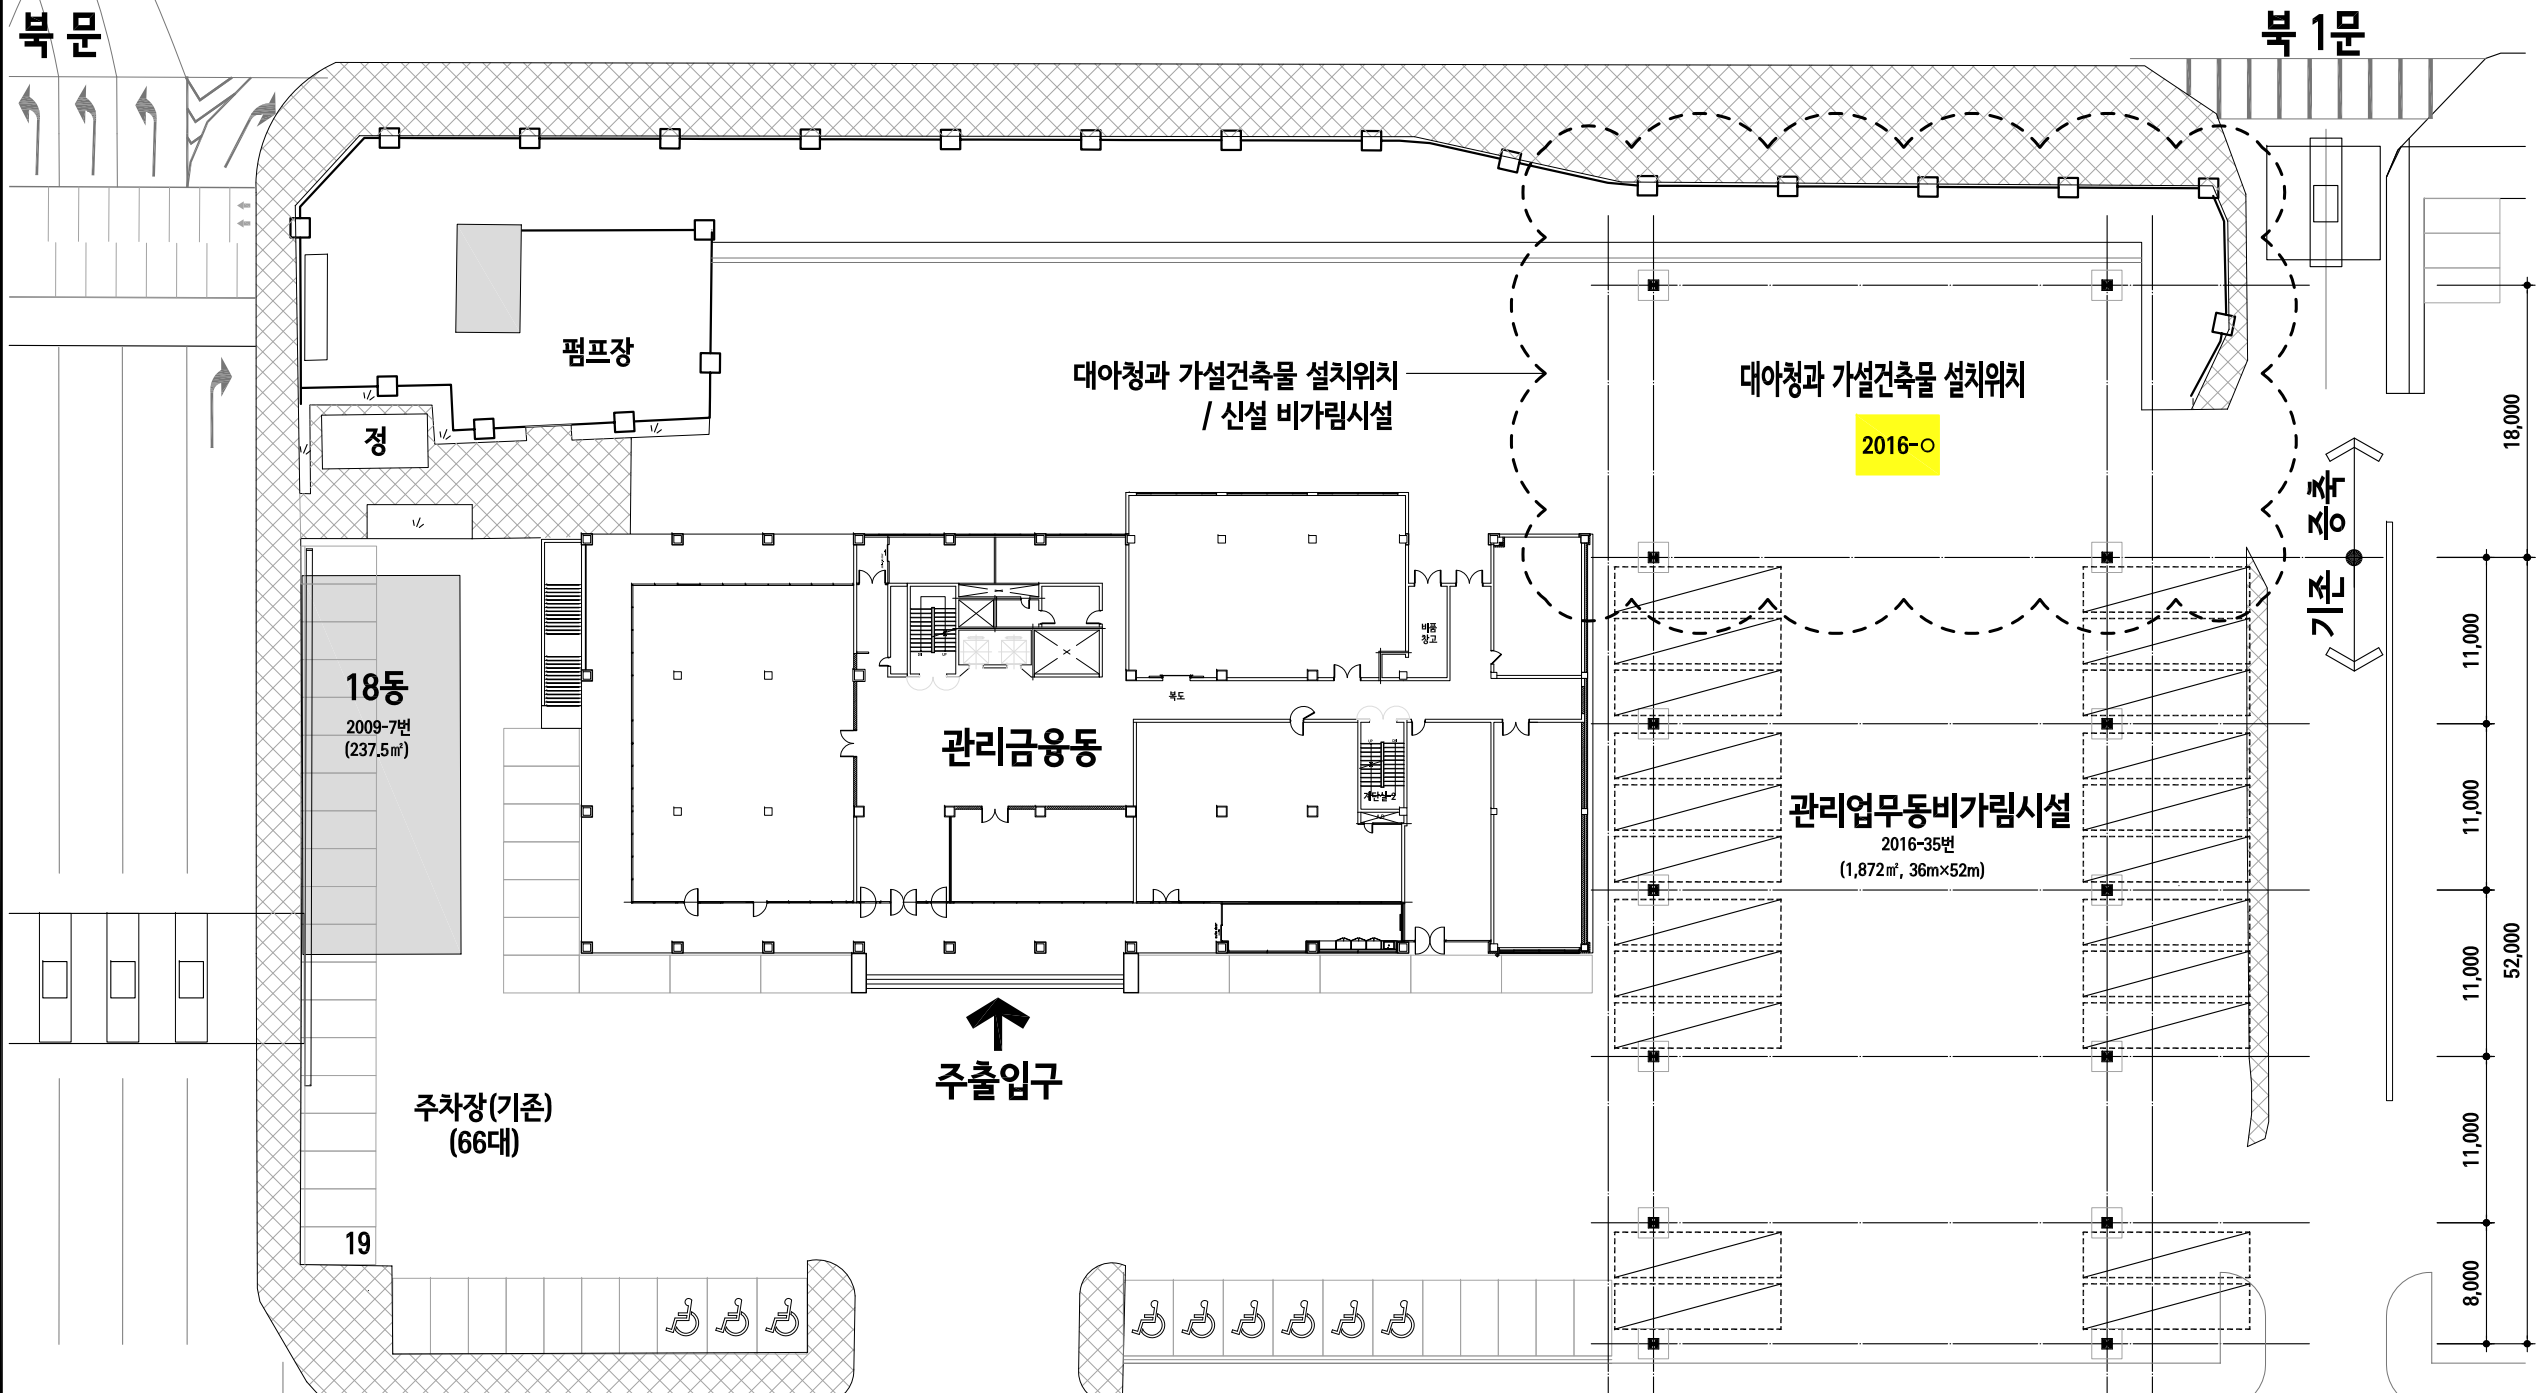 북 문
북 1문
펌프장
정
대아청과 가설건축물 설치위치
/ 신설 비가림시설
대아청과 가설건축물 설치위치
2016-○
18,000
증축
기존
비품
창고
복도
18동
2009-7번
(237.5㎡)
관리금융동
계단실-2
관리업무동비가림시설
2016-35번
(1,872㎡, 36m×52m)
11,000
11,000
11,000
11,000
8,000
52,000
주출입구
주차장(기존)
(66대)
19